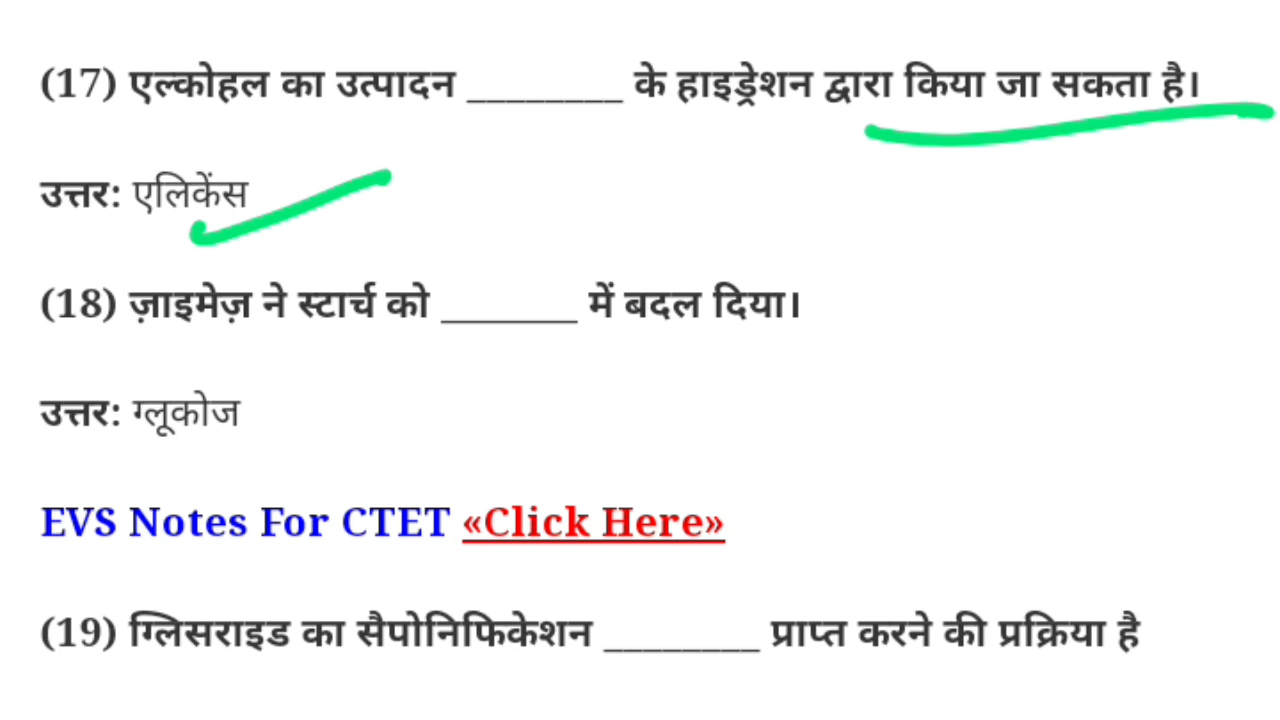 (17) एल्कोहल का उत्पादन ________ के हाइड्रेशन द्वारा किया जा सकता है।
उत्तर: एलिकेंस
(18) ज़ाइमेज़ ने स्टार्च को _______ में बदल दिया।
उत्तर: ग्लूकोज
EVS Notes For CTET «Click Here»
(19) ग्लिसराइड का सैपोनिफिकेशन ________ प्राप्त करने की प्रक्रिया है